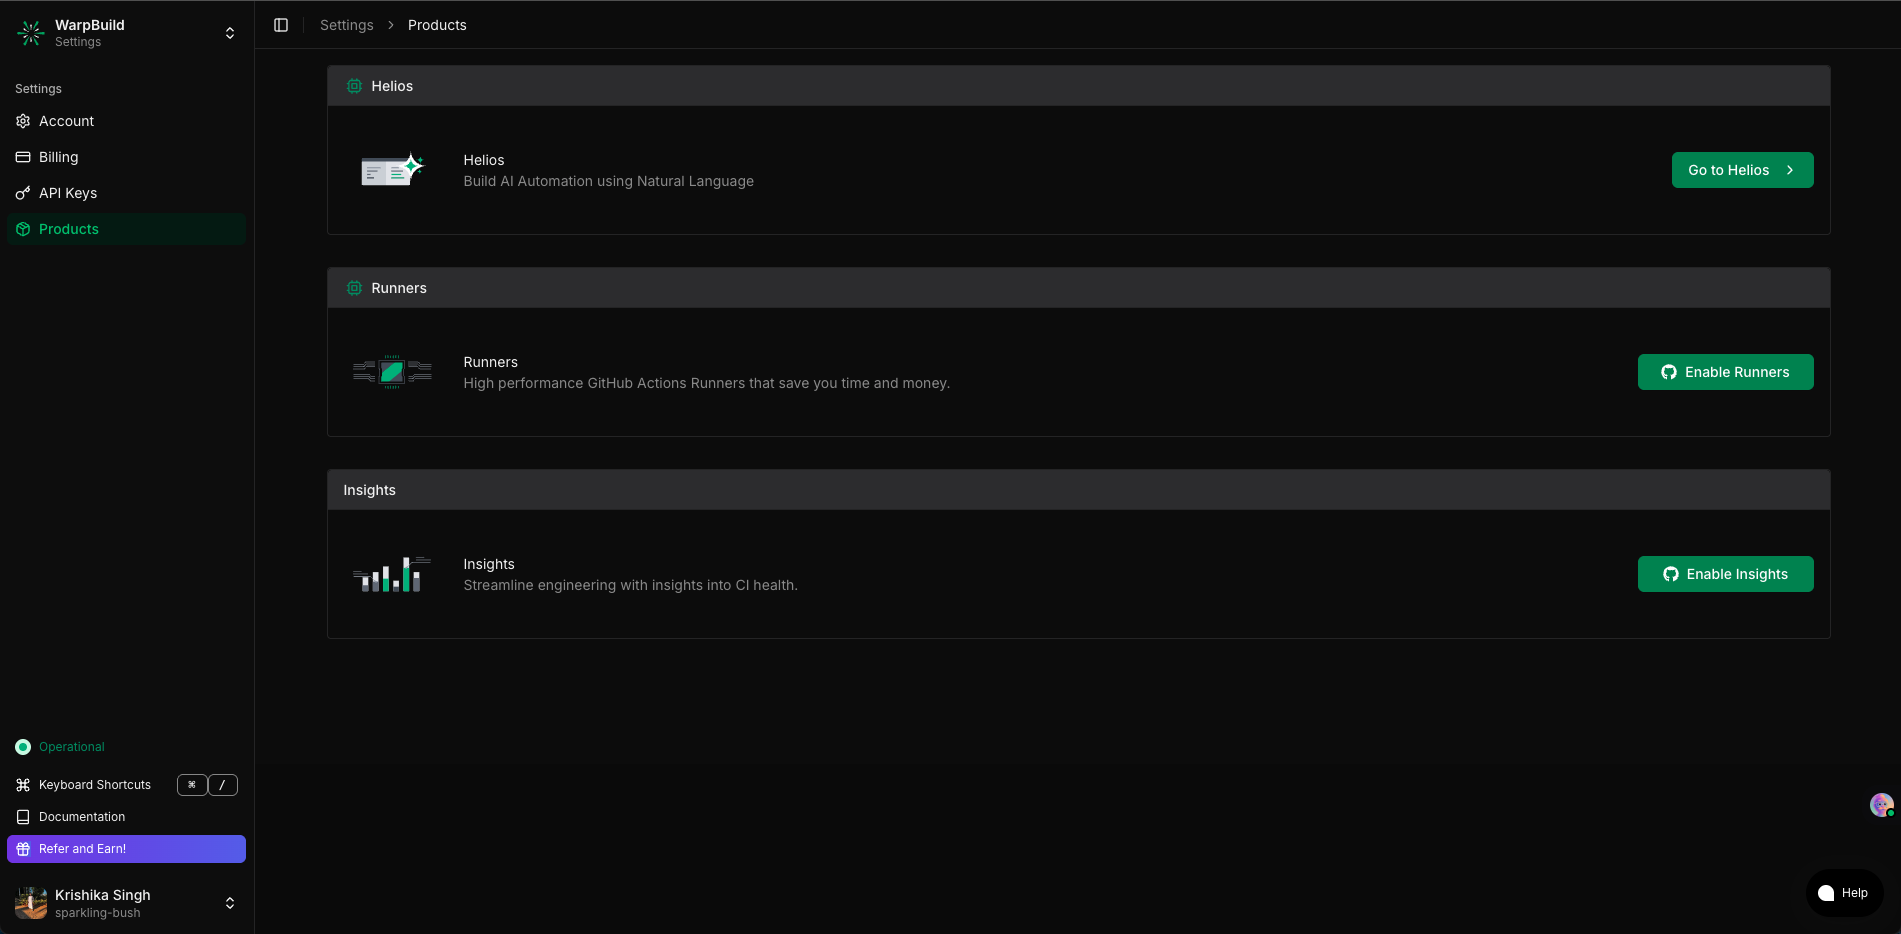 WarpBuild
Settings
Settings
Account
Billing
API Keys
Products
Operational
Keyboard Shortcuts ⌘ /
Documentation
Refer and Earn!
Krishika Singh
sparkling-bush
Settings > Products
Helios
Helios
Build AI Automation using Natural Language
Go to Helios
Runners
Runners
High performance GitHub Actions Runners that save you time and money.
Enable Runners
Insights
Insights
Streamline engineering with insights into CI health.
Enable Insights
Help